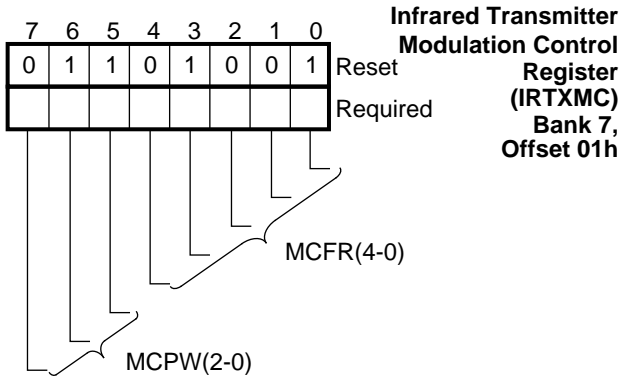 Infrared Transmitter
Modulation Control
Register
(IRTXMC)
Bank 7,
Offset 01h
7 6 5 4 3 2 1 0
0 1 1 0 1 0 0 1 Reset
Required
MCFR(4-0)
MCPW(2-0)